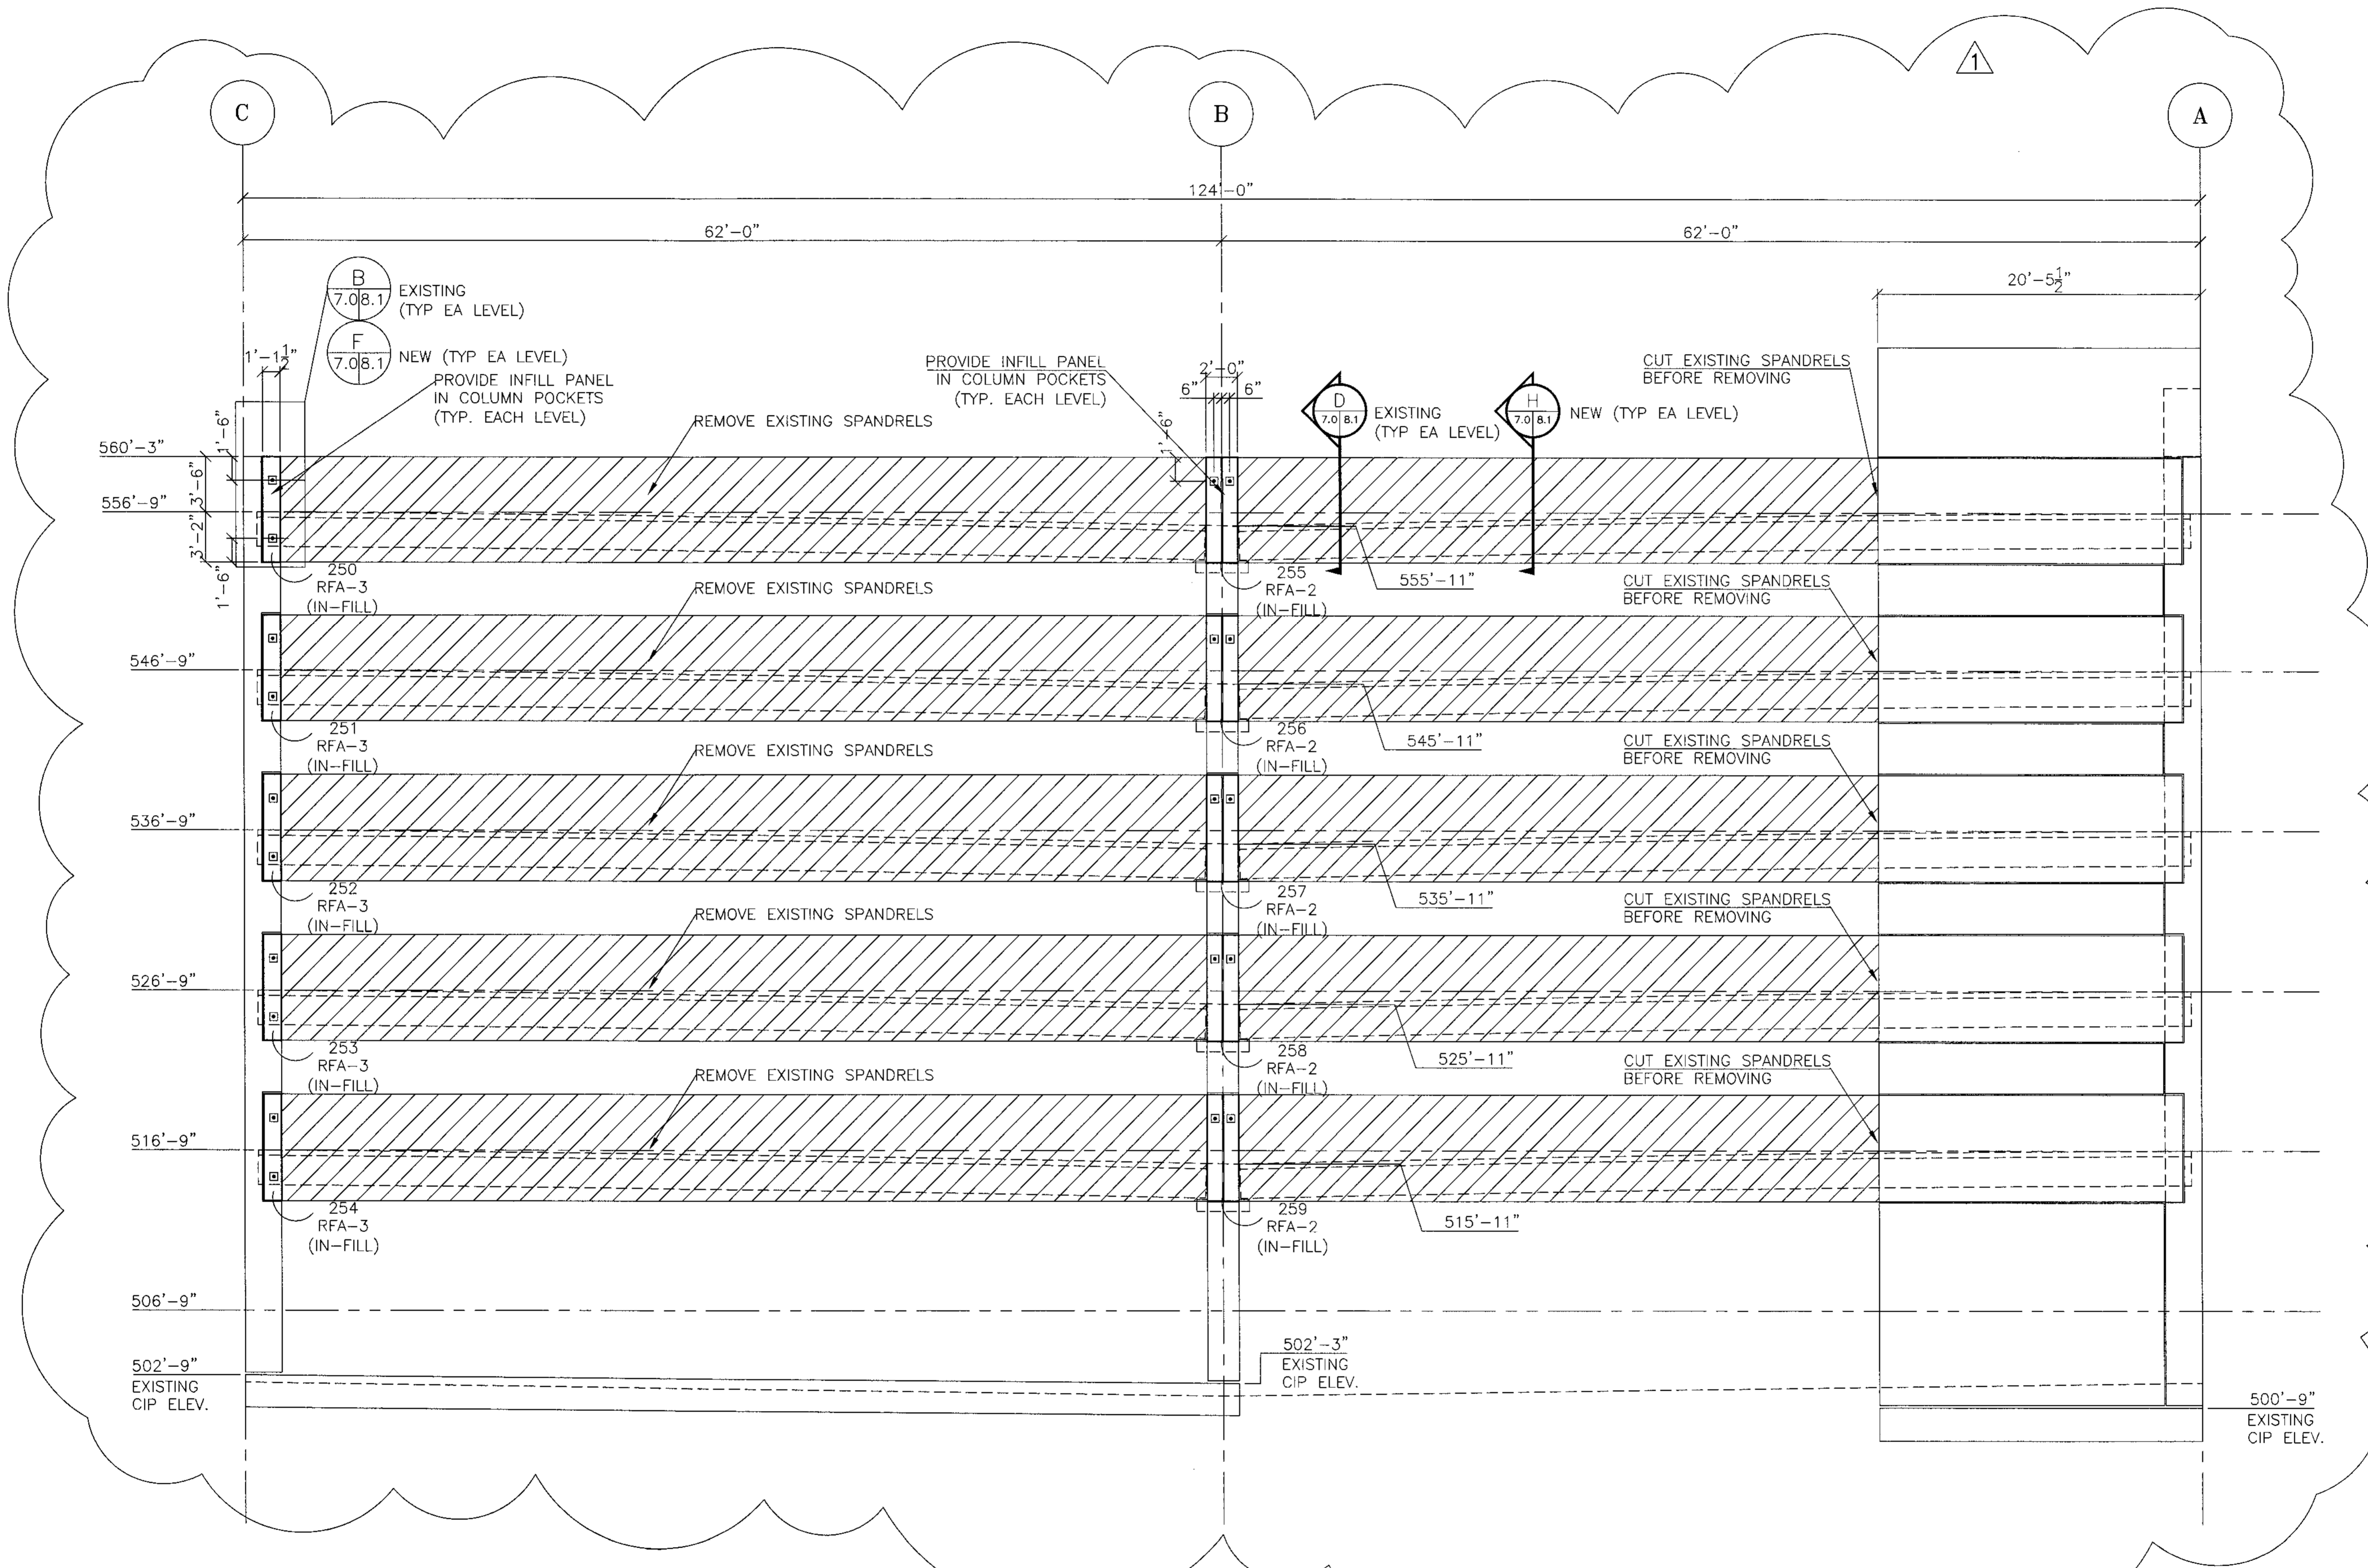 1
C
B
A
124'-0"
62'-0"
62'-0"
20'-5 1/2"
B
7.0 8.1
EXISTING
(TYP EA LEVEL)
F
7.0 8.1
NEW (TYP EA LEVEL)
1'-1 1/2"
PROVIDE INFILL PANEL
IN COLUMN POCKETS
(TYP. EACH LEVEL)
PROVIDE INFILL PANEL
IN COLUMN POCKETS
(TYP. EACH LEVEL)
2'-0"
6"
6"
D
7.0 8.1
EXISTING
(TYP EA LEVEL)
H
7.0 8.1
NEW (TYP EA LEVEL)
CUT EXISTING SPANDRELS
BEFORE REMOVING
REMOVE EXISTING SPANDRELS
560'-3"
1'-6"
3'-6"
1'-6"
556'-9"
3'-2"
1'-6"
250
RFA-3
(IN-FILL)
255
RFA-2
(IN-FILL)
555'-11"
REMOVE EXISTING SPANDRELS
CUT EXISTING SPANDRELS
BEFORE REMOVING
546'-9"
251
RFA-3
(IN-FILL)
256
RFA-2
(IN-FILL)
545'-11"
REMOVE EXISTING SPANDRELS
CUT EXISTING SPANDRELS
BEFORE REMOVING
536'-9"
252
RFA-3
(IN-FILL)
257
RFA-2
(IN-FILL)
535'-11"
REMOVE EXISTING SPANDRELS
CUT EXISTING SPANDRELS
BEFORE REMOVING
526'-9"
253
RFA-3
(IN-FILL)
258
RFA-2
(IN-FILL)
525'-11"
REMOVE EXISTING SPANDRELS
CUT EXISTING SPANDRELS
BEFORE REMOVING
516'-9"
254
RFA-3
(IN-FILL)
259
RFA-2
(IN-FILL)
515'-11"
506'-9"
502'-9"
EXISTING
CIP ELEV.
502'-3"
EXISTING
CIP ELEV.
500'-9"
EXISTING
CIP ELEV.